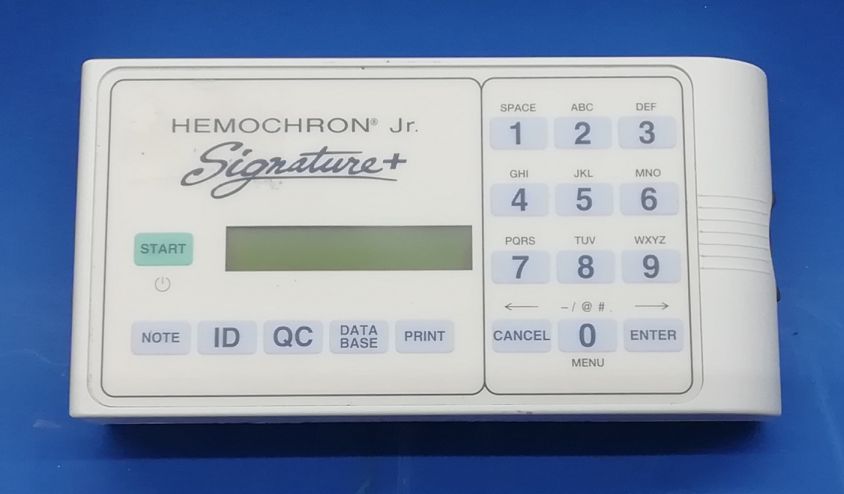 HEMOCHRON® Jr.
Signature+
START
NOTE
ID
QC
DATA
BASE
PRINT
SPACE ABC DEF
1 2 3
GHI JKL MNO
4 5 6
PQRS TUV WXYZ
7 8 9
← – / @ # . →
CANCEL 0 ENTER
MENU